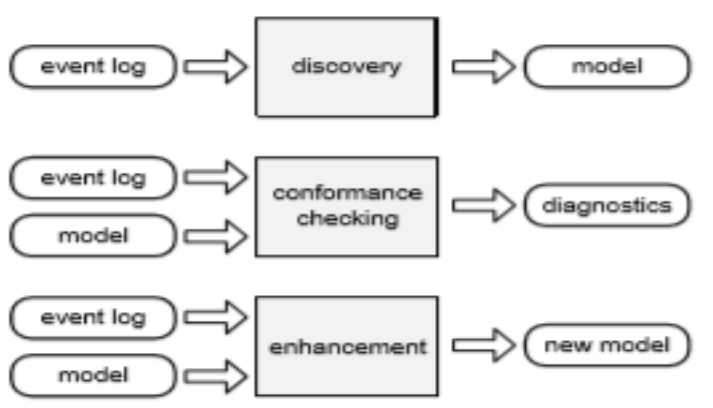 event log
discovery
model
event log
model
conformance
checking
diagnostics
event log
model
enhancement
new model